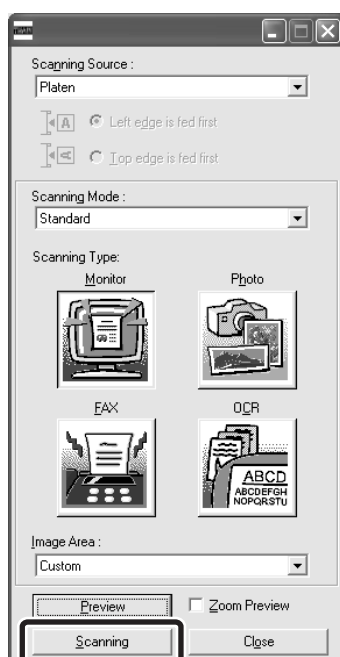 Scanning Source :
Platen
A Left edge is fed first
A Top edge is fed first
Scanning Mode :
Standard
Scanning Type:
Monitor Photo
FAX OCR
ABCD
ABCDEFGH
NOPQRSTU
Image Area :
Custom
Preview Zoom Preview
Scanning Close